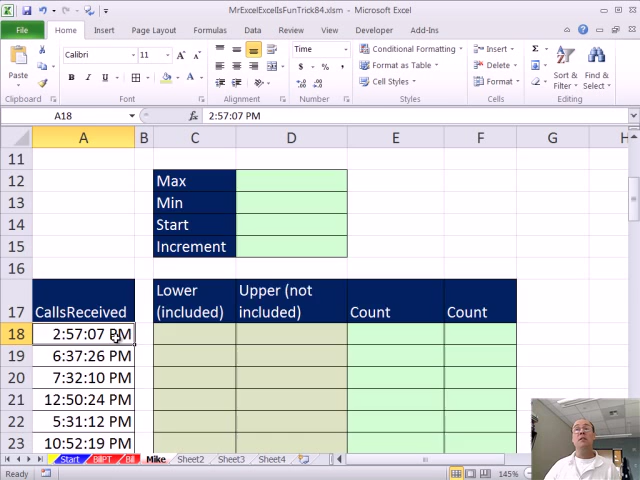 MrExcelExcelIsFunTrick84.xlsm - Microsoft Excel
File Home Insert Page Layout Formulas Data Review View Developer Add-Ins
Paste Calibri 11 B I U A A Time $ % , Conditional Formatting Format as Table Cell Styles Insert Delete Format Σ Sort & Filter Find & Select
Clipboard Font Alignment Number Styles Cells Editing
A18 fx 2:57:07 PM
A B C D E F G H
11
12 Max
13 Min
14 Start
15 Increment
16
17 CallsReceived Lower (included) Upper (not included) Count Count
18 2:57:07 PM
19 6:37:26 PM
20 7:32:10 PM
21 12:50:24 PM
22 5:31:12 PM
23 10:52:19 PM
Start BillPT Bill Mike Sheet2 Sheet3 Sheet4
Ready 145%